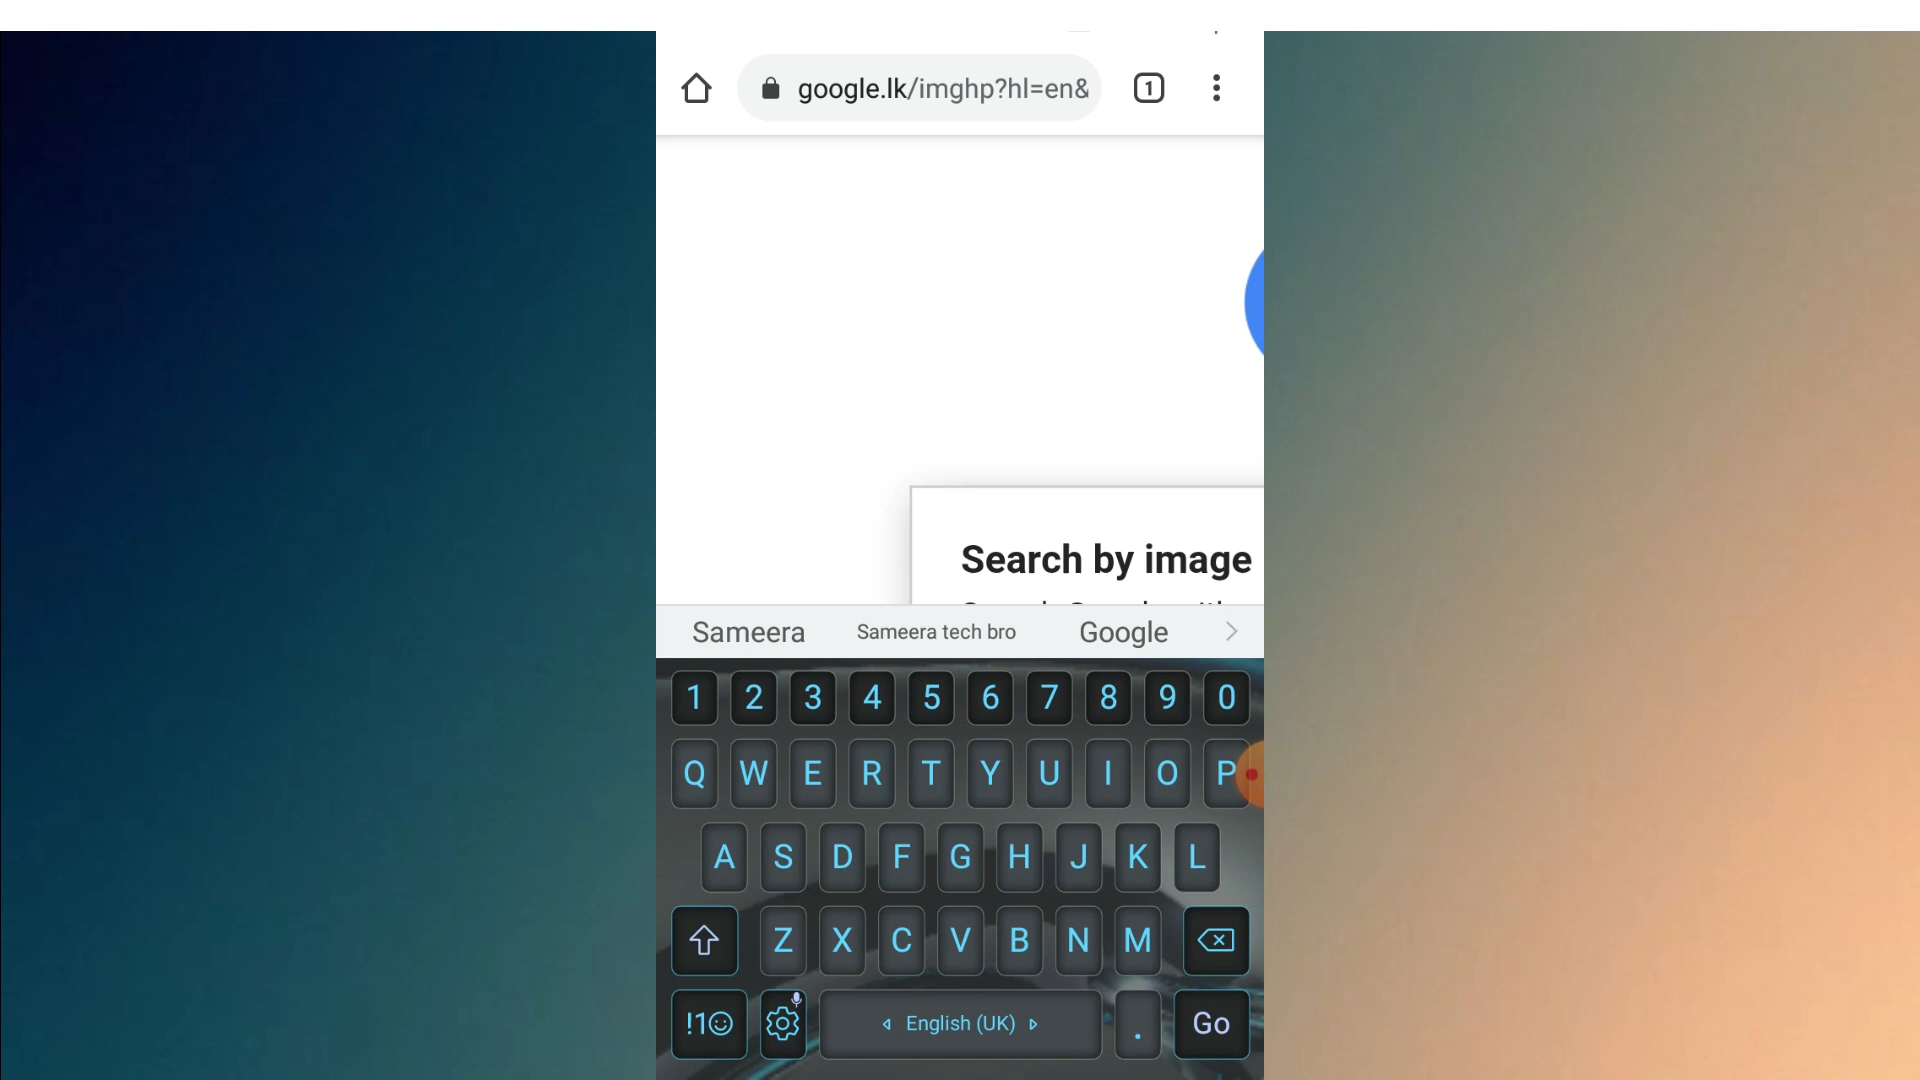 google.lk/imghp?hl=en&
1
Search by image
Sameera Sameera tech bro Google
1 2 3 4 5 6 7 8 9 0
Q W E R T Y U I O P
A S D F G H J K L
Z X C V B N M
!1☺ English (UK) . Go